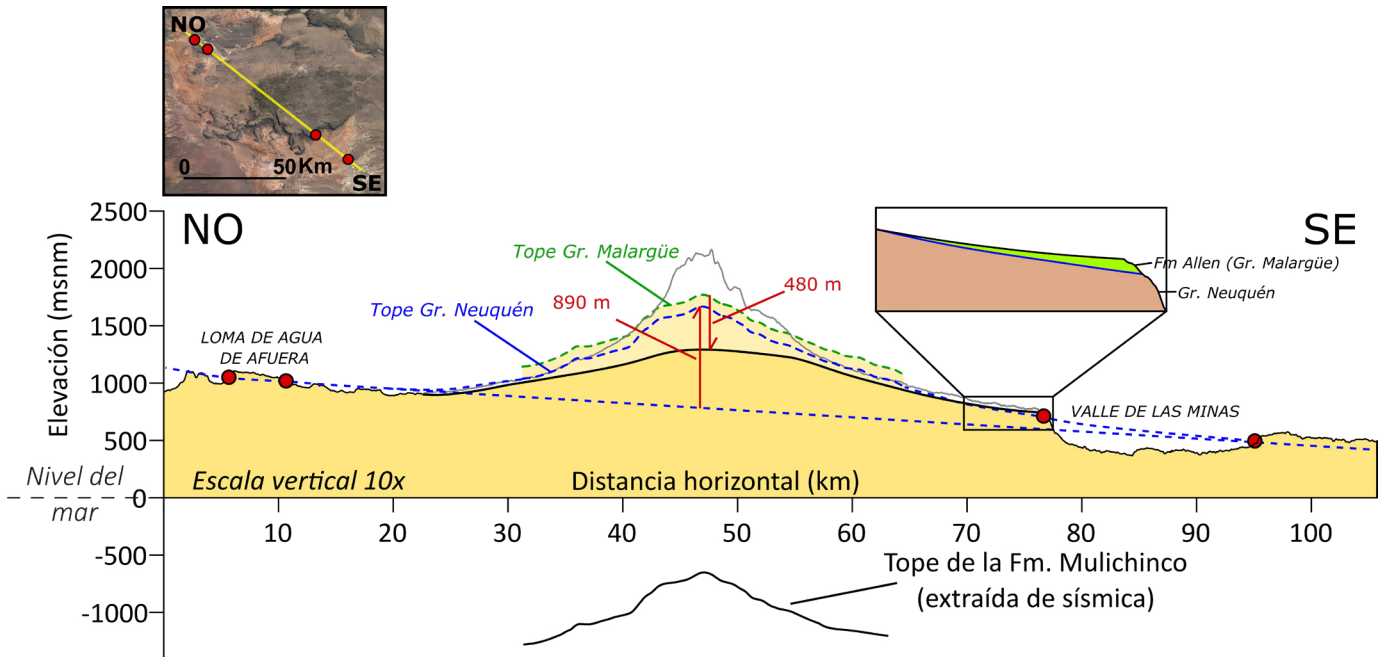 NO
0
50Km
SE
NO
SE
Elevación (msnm)
2500
2000
1500
1000
500
0
-500
-1000
Tope Gr. Malargüe
480 m
890 m
Tope Gr. Neuquén
LOMA DE AGUA
DE AFUERA
Fm Allen (Gr. Malargüe)
Gr. Neuquén
VALLE DE LAS MINAS
Nivel del
mar
Escala vertical 10x
Distancia horizontal (km)
10 20 30 40 50 60 70 80 90 100
Tope de la Fm. Mulichinco
(extraída de sísmica)